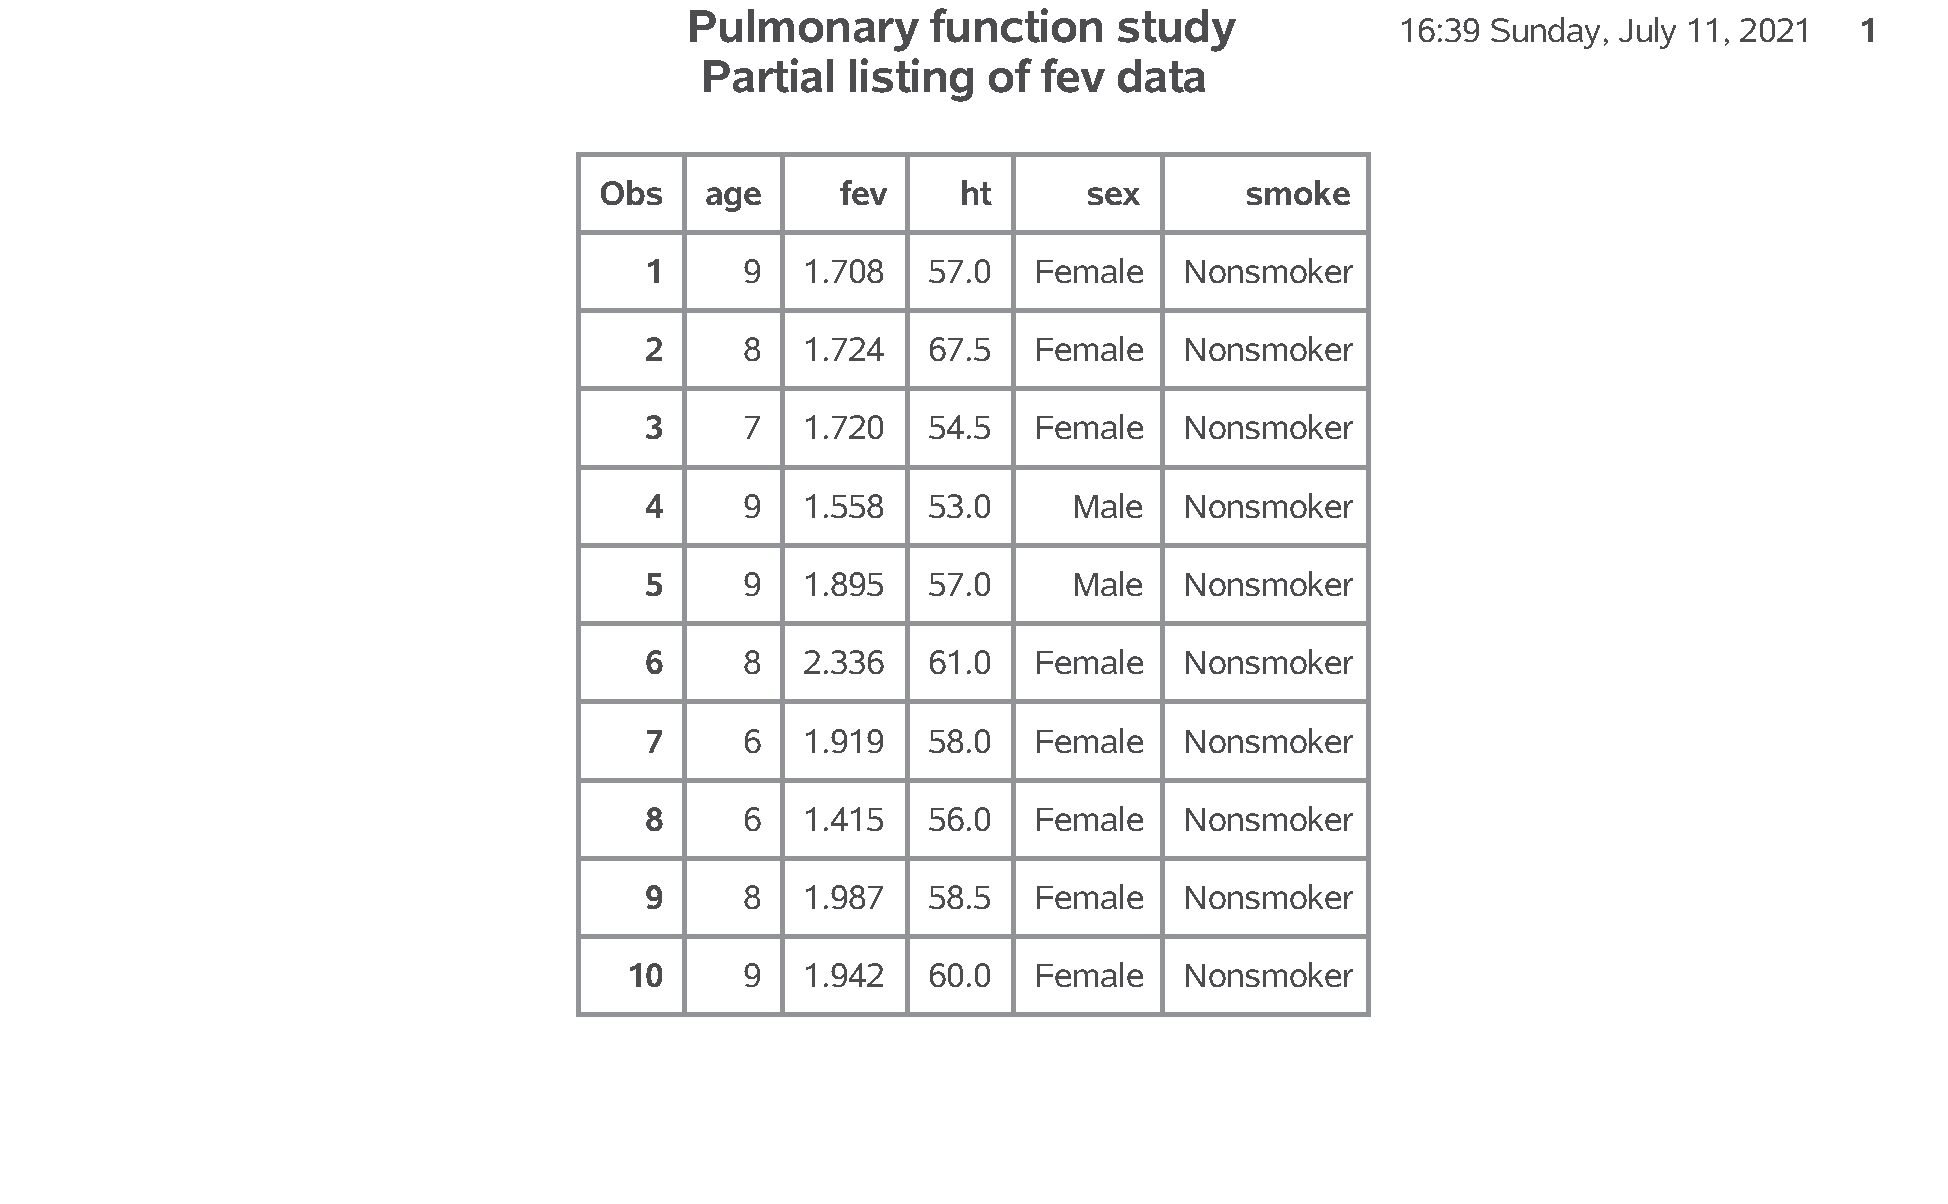 Pulmonary function study 16:39 Sunday, July 11, 2021 1
Partial listing of fev data
Obs age fev ht sex smoke
1 9 1.708 57.0 Female Nonsmoker
2 8 1.724 67.5 Female Nonsmoker
3 7 1.720 54.5 Female Nonsmoker
4 9 1.558 53.0 Male Nonsmoker
5 9 1.895 57.0 Male Nonsmoker
6 8 2.336 61.0 Female Nonsmoker
7 6 1.919 58.0 Female Nonsmoker
8 6 1.415 56.0 Female Nonsmoker
9 8 1.987 58.5 Female Nonsmoker
10 9 1.942 60.0 Female Nonsmoker